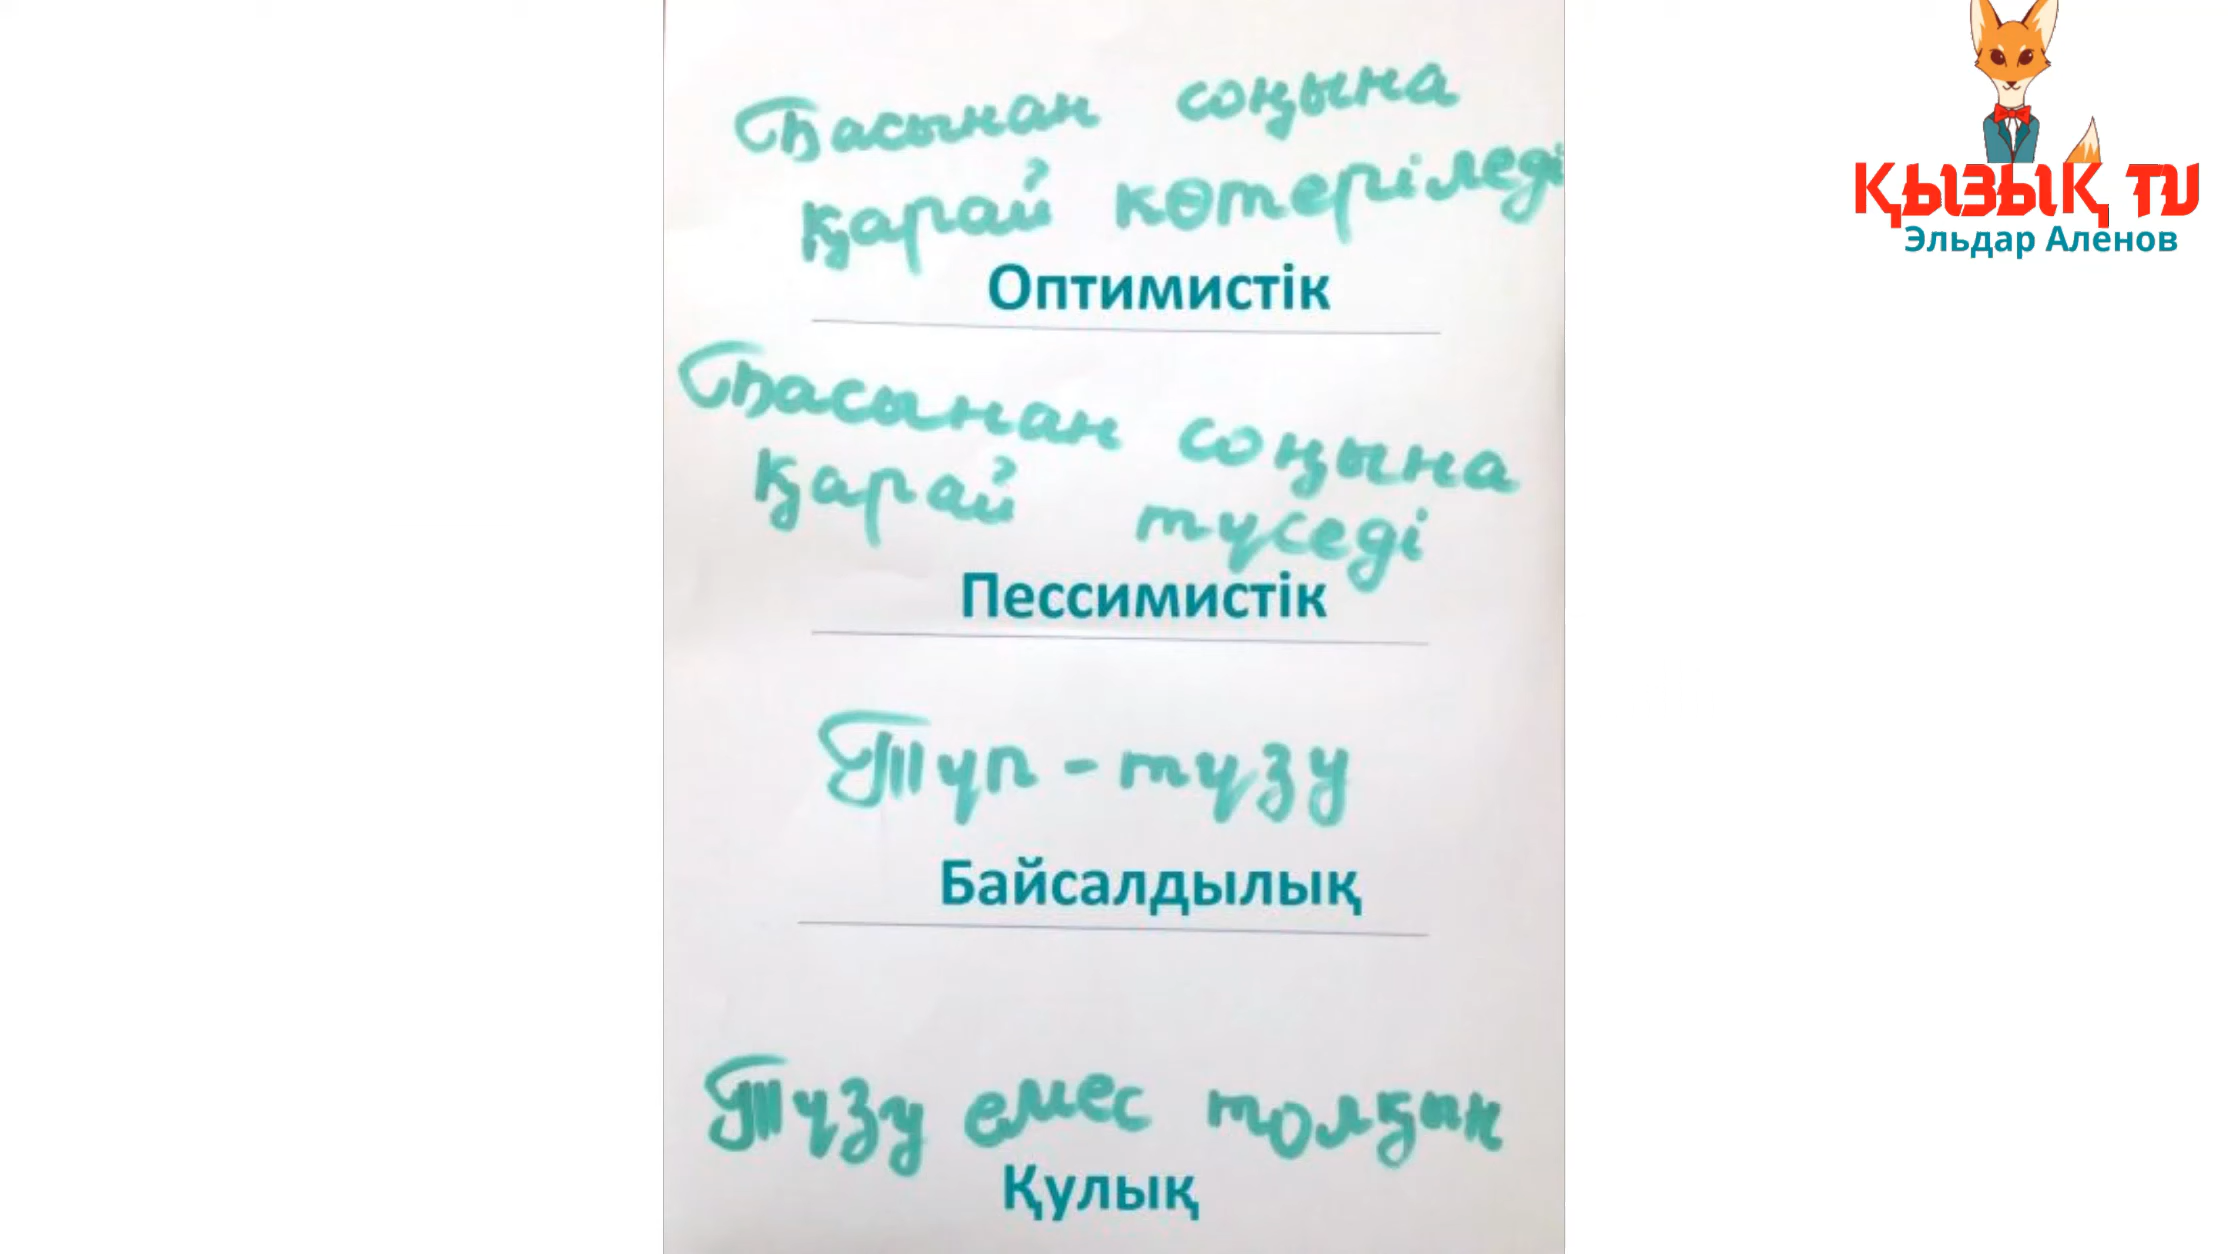 Басынан соңына
қарай көтеріледі
Оптимистік
Басынан соңына
қарай түседі
Пессимистік
Түп-түзу
Байсалдылық
Түзу емес толқын
Құлық
ҚЫЗЫҚ TV
Эльдар Аленов